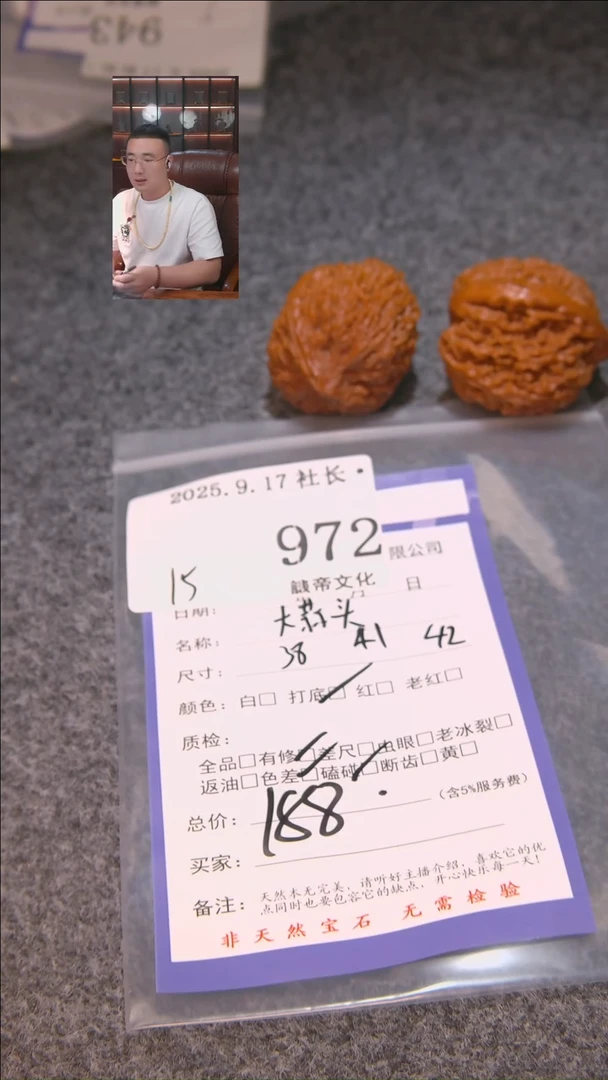 943
2025.9.17 社长
972
限公司
15
文化
日
日期:
名称: 大蒜头
尺寸: 38 41 42
颜色: 白□ 打底□ 红□ 老红□
质检:
全品□有修□差尺□虫眼□老冰裂□
返油□色差□磕碰□断齿□黄□
总价: 188 (含5%服务费)
买家:
备注: 天然本无完美, 请听好主播介绍, 喜欢它的优
点同时也要包容它的缺点, 开心快乐每一天!
非天然宝石 无需检验